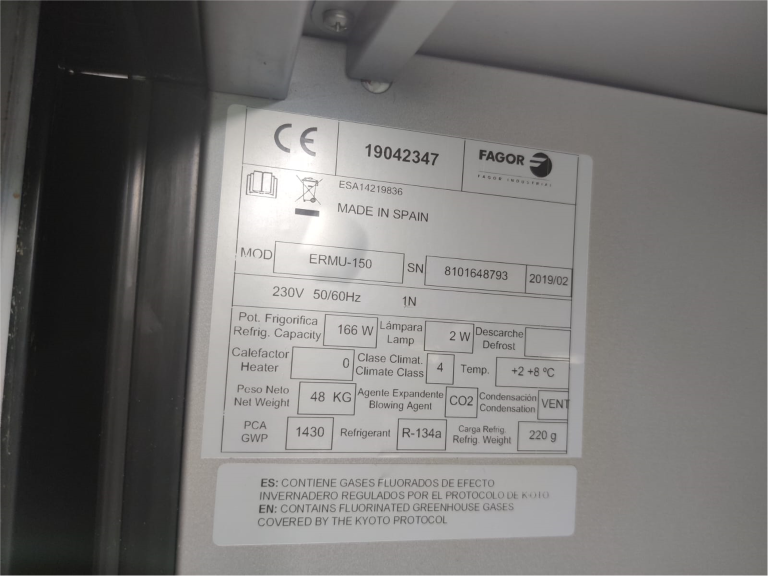 CE
19042347
FAGOR
FAGOR INDUSTRIAL
ESA14219836
MADE IN SPAIN
MOD ERMU-150 SN 8101648793 2019/02
230V 50/60Hz 1N
Pot. Frigorifica
Refrig. Capacity
166 W
Lámpara
Lamp
2 W
Descarche
Defrost
Calefactor
Heater
0
Clase Climat.
Climate Class
4
Temp.
+2 +8 ºC
Peso Neto
Net Weight
48 KG
Agente Expandente
Blowing Agent
CO2
Condensación
Condensation
VENT
PCA
GWP
1430
Refrigerant
R-134a
Carga Refrig.
Refrig. Weight
220 g
ES: CONTIENE GASES FLUORADOS DE EFECTO
INVERNADERO REGULADOS POR EL PROTOCOLO DE KIOTO
EN: CONTAINS FLUORINATED GREENHOUSE GASES
COVERED BY THE KYOTO PROTOCOL